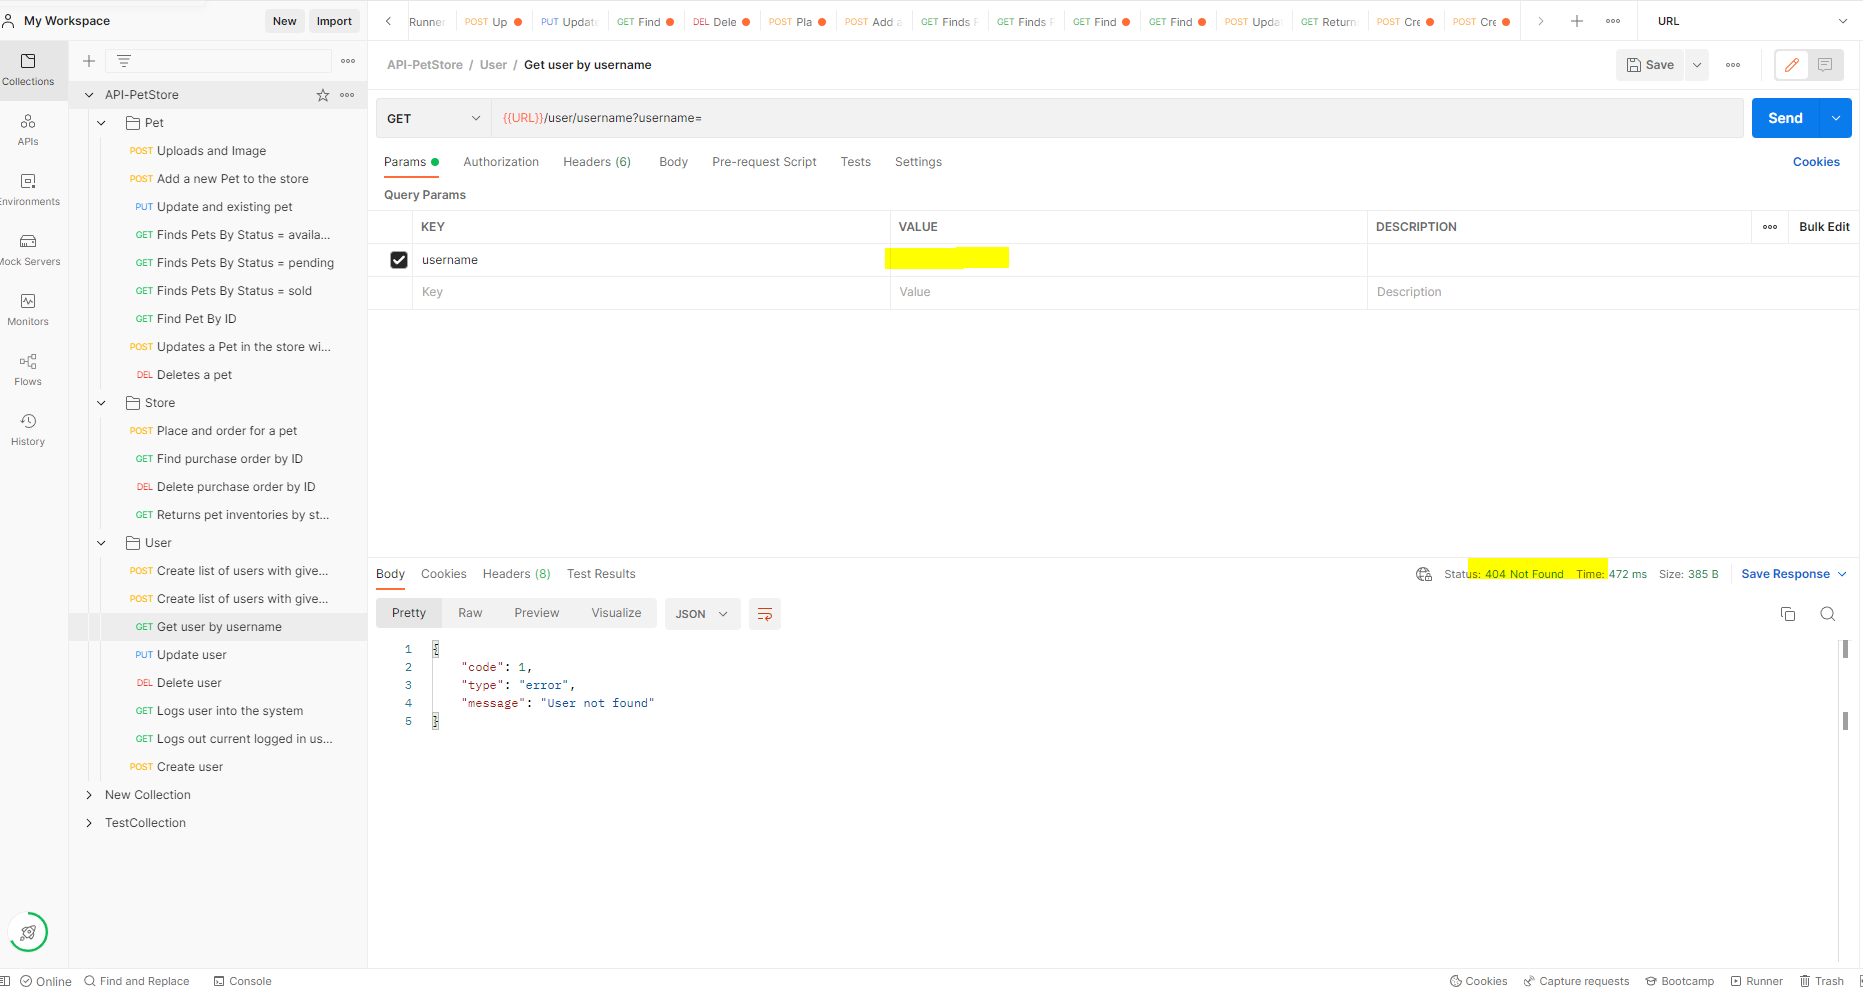 My Workspace
New
Import
Runner
POST Up
PUT Update
GET Find
DEL Dele
POST Pla
POST Add a
GET Finds P
GET Finds P
GET Find
GET Find
POST Upda
GET Return
POST Cre
POST Cre
URL
Collections
APIs
Environments
Mock Servers
Monitors
Flows
History
API-PetStore
Pet
POST Uploads and Image
POST Add a new Pet to the store
PUT Update and existing pet
GET Finds Pets By Status = availa...
GET Finds Pets By Status = pending
GET Finds Pets By Status = sold
GET Find Pet By ID
POST Updates a Pet in the store wi...
DEL Deletes a pet
Store
POST Place and order for a pet
GET Find purchase order by ID
DEL Delete purchase order by ID
GET Returns pet inventories by st...
User
POST Create list of users with give...
POST Create list of users with give...
GET Get user by username
PUT Update user
DEL Delete user
GET Logs user into the system
GET Logs out current logged in us...
POST Create user
New Collection
TestCollection
API-PetStore / User / Get user by username
Save
GET
{{URL}}/user/username?username=
Send
Params
Authorization
Headers (6)
Body
Pre-request Script
Tests
Settings
Cookies
Query Params
KEY
VALUE
DESCRIPTION
Bulk Edit
username
Key
Value
Description
Body
Cookies
Headers (8)
Test Results
Status: 404 Not Found Time: 472 ms Size: 385 B
Save Response
Pretty
Raw
Preview
Visualize
JSON
1 {
2 "code": 1,
3 "type": "error",
4 "message": "User not found"
5 }
Online
Find and Replace
Console
Cookies
Capture requests
Bootcamp
Runner
Trash